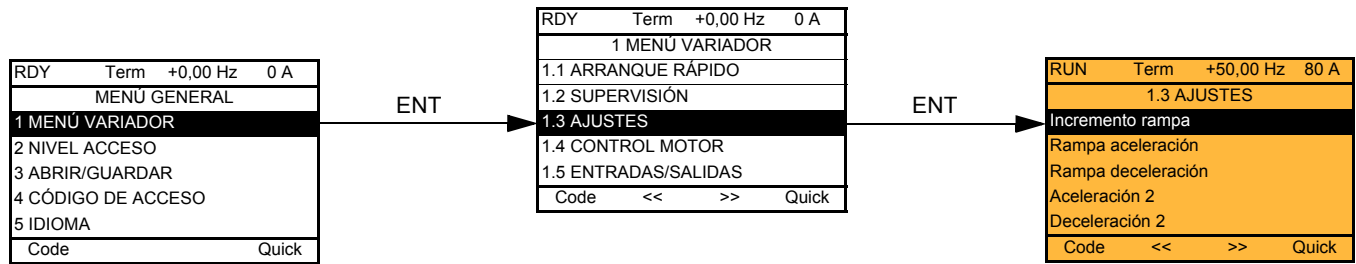 RDY Term +0,00 Hz 0 A
MENÚ GENERAL
1 MENÚ VARIADOR
2 NIVEL ACCESO
3 ABRIR/GUARDAR
4 CÓDIGO DE ACCESO
5 IDIOMA
Code Quick
ENT
RDY Term +0,00 Hz 0 A
1 MENÚ VARIADOR
1.1 ARRANQUE RÁPIDO
1.2 SUPERVISIÓN
1.3 AJUSTES
1.4 CONTROL MOTOR
1.5 ENTRADAS/SALIDAS
Code << >> Quick
ENT
RUN Term +50,00 Hz 80 A
1.3 AJUSTES
Incremento rampa
Rampa aceleración
Rampa deceleración
Aceleración 2
Deceleración 2
Code << >> Quick